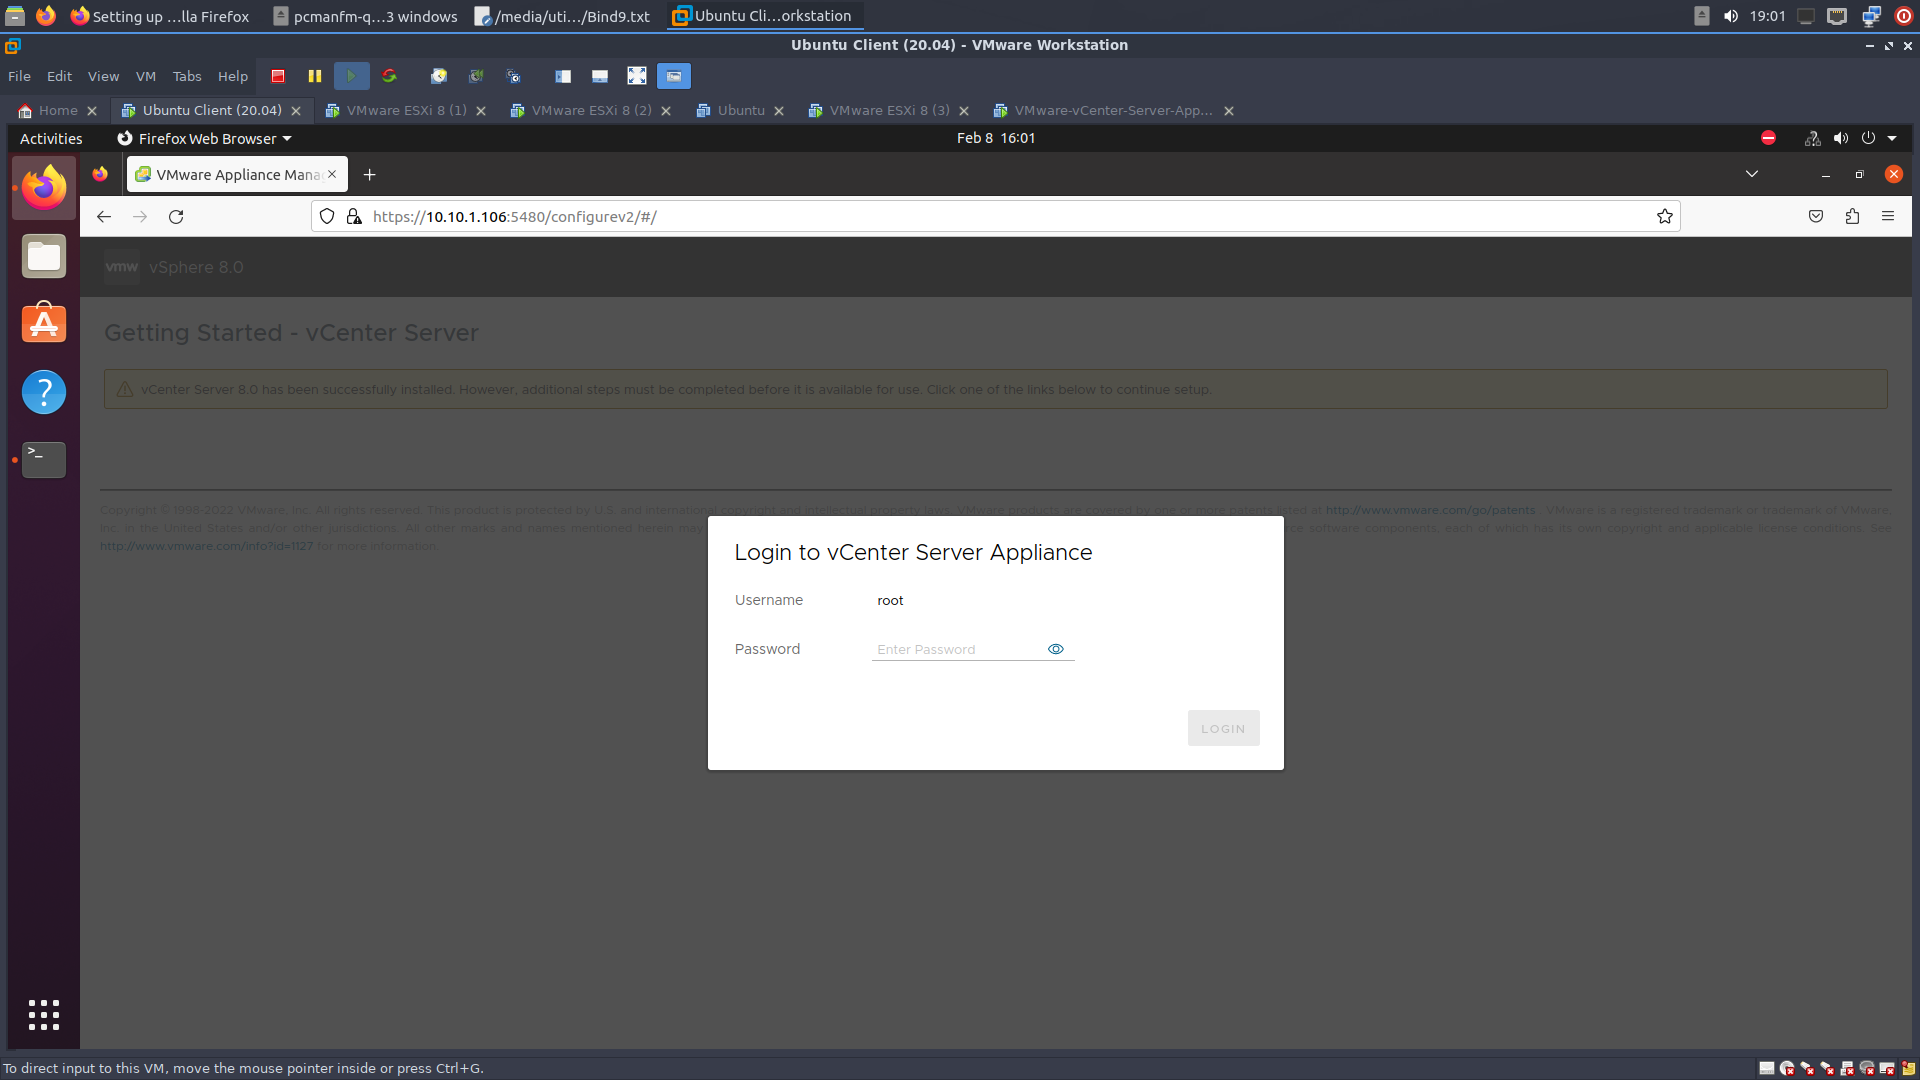 Setting up ...lla Firefox
pcmanfm-q...3 windows
/media/uti.../Bind9.txt
Ubuntu Cli...orkstation
19:01
Ubuntu Client (20.04) - VMware Workstation
File Edit View VM Tabs Help
Home
Ubuntu Client (20.04)
VMware ESXi 8 (1)
VMware ESXi 8 (2)
Ubuntu
VMware ESXi 8 (3)
VMware-vCenter-Server-App...
Activities
Firefox Web Browser
Feb 8 16:01
VMware Appliance Mana
https://10.10.1.106:5480/configurev2/#/
vmw vSphere 8.0
Getting Started - vCenter Server
vCenter Server 8.0 has been successfully installed. However, additional steps must be completed before it is available for use. Click one of the links below to continue setup.
Copyright © 1998-2022 VMware, Inc. All rights reserved. This product is protected by U.S. and international copyright and intellectual property laws. VMware products are covered by one or more patents listed at http://www.vmware.com/go/patents . VMware is a registered trademark or trademark of VMware,
Inc. in the United States and/or other jurisdictions. All other marks and names mentioned herein may
software components, each of which has its own copyright and applicable license conditions. See
http://www.vmware.com/info?id=1127 for more information.
Login to vCenter Server Appliance
Username root
Password Enter Password
LOGIN
To direct input to this VM, move the mouse pointer inside or press Ctrl+G.